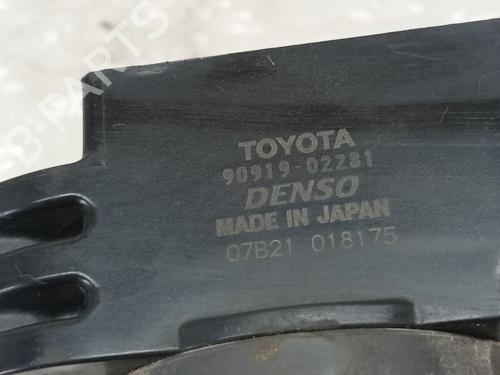 TOYOTA
90919-02281
DENSO
MADE IN JAPAN
07B21 018175
B-PARTS